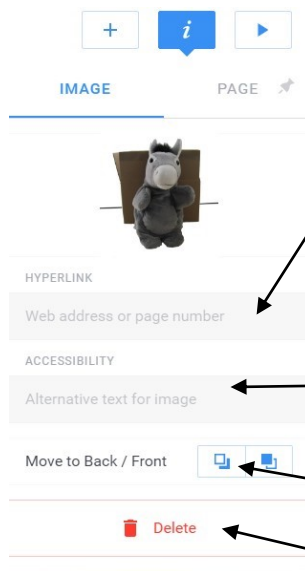 + i
IMAGE PAGE
HYPERLINK
Web address or page number
ACCESSIBILITY
Alternative text for image
Move to Back / Front
Delete